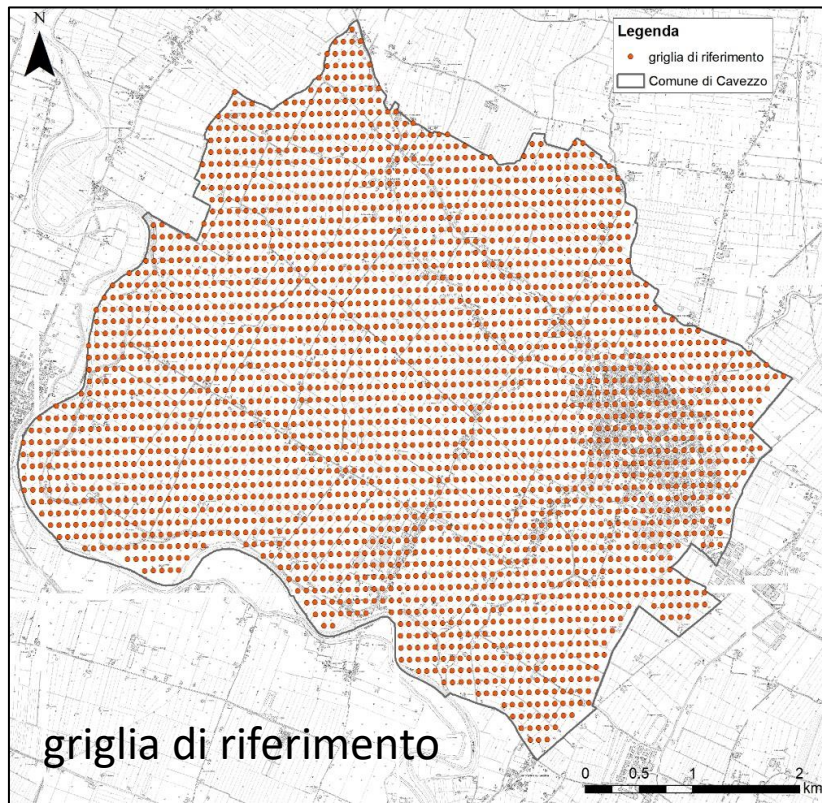 N
Legenda
griglia di riferimento
Comune di Cavezzo
griglia di riferimento
0 0.5 1 2
km